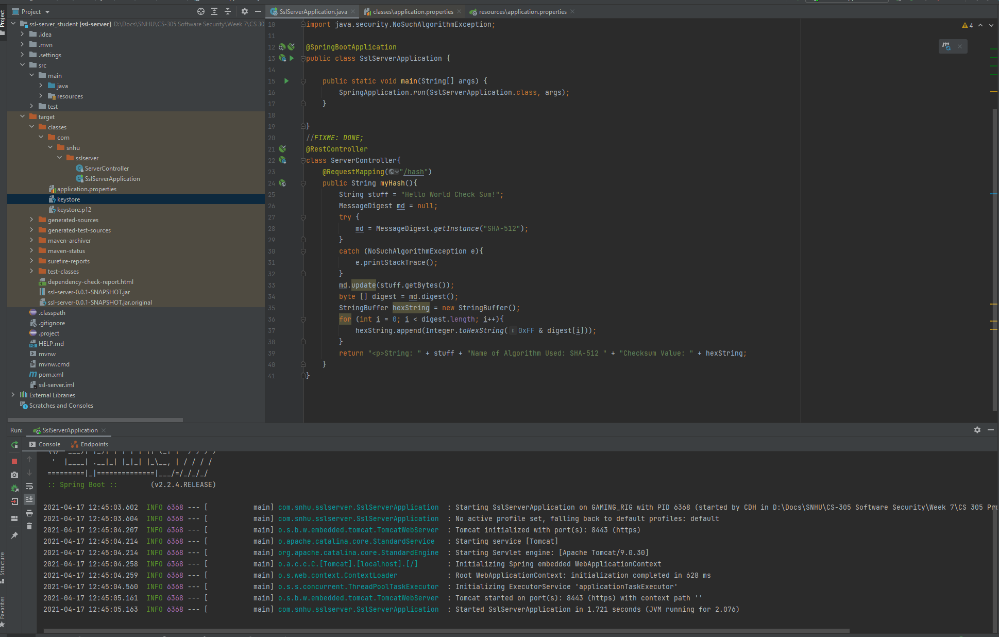 Project
SslServerApplication.java
classes\application.properties
resources\application.properties
Project
ssl-server_student [ssl-server] D:\Docs\SNHU\CS-305 Software Security\Week 7\CS 30
.idea
.mvn
.settings
src
main
java
resources
test
target
classes
com
snhu
sslserver
ServerController
SslServerApplication
application.properties
keystore
keystore.p12
generated-sources
generated-test-sources
maven-archiver
maven-status
surefire-reports
test-classes
dependency-check-report.html
ssl-server-0.0.1-SNAPSHOT.jar
ssl-server-0.0.1-SNAPSHOT.jar.original
.classpath
.gitignore
.project
HELP.md
mvnw
mvnw.cmd
pom.xml
ssl-server.iml
External Libraries
Scratches and Consoles
4
10 import java.security.NoSuchAlgorithmException;
11
12 @SpringBootApplication
13 public class SslServerApplication {
14
15 public static void main(String[] args) {
16 SpringApplication.run(SslServerApplication.class, args);
17 }
18
19 }
20 //FIXME: DONE;
21 @RestController
22 class ServerController{
23 @RequestMapping("/hash")
24 public String myHash(){
25 String stuff = "Hello World Check Sum!";
26 MessageDigest md = null;
27 try {
28 md = MessageDigest.getInstance("SHA-512");
29 }
30 catch (NoSuchAlgorithmException e){
31 e.printStackTrace();
32 }
33 md.update(stuff.getBytes());
34 byte [] digest = md.digest();
35 StringBuffer hexString = new StringBuffer();
36 for (int i = 0; i < digest.length; i++){
37 hexString.append(Integer.toHexString( i: 0xFF & digest[i]));
38 }
39 return "<p>String: " + stuff + "Name of Algorithm Used: SHA-512 " + "Checksum Value: " + hexString;
40 }
41 }
Run: SslServerApplication
Console Endpoints
' |____| .__|_| |_|_| |_\__, | / / / /
=========|_|==============|___/=/_/_/_/
:: Spring Boot :: (v2.2.4.RELEASE)
2021-04-17 12:45:03.602 INFO 6368 --- [ main] com.snhu.sslserver.SslServerApplication : Starting SslServerApplication on GAMING_RIG with PID 6368 (started by CDH in D:\Docs\SNHU\CS-305 Software Security\Week 7\CS 305 Pro
2021-04-17 12:45:03.604 INFO 6368 --- [ main] com.snhu.sslserver.SslServerApplication : No active profile set, falling back to default profiles: default
2021-04-17 12:45:04.207 INFO 6368 --- [ main] o.s.b.w.embedded.tomcat.TomcatWebServer : Tomcat initialized with port(s): 8443 (https)
2021-04-17 12:45:04.214 INFO 6368 --- [ main] o.apache.catalina.core.StandardService : Starting service [Tomcat]
2021-04-17 12:45:04.214 INFO 6368 --- [ main] org.apache.catalina.core.StandardEngine : Starting Servlet engine: [Apache Tomcat/9.0.30]
2021-04-17 12:45:04.258 INFO 6368 --- [ main] o.a.c.c.C.[Tomcat].[localhost].[/] : Initializing Spring embedded WebApplicationContext
2021-04-17 12:45:04.259 INFO 6368 --- [ main] o.s.web.context.ContextLoader : Root WebApplicationContext: initialization completed in 628 ms
2021-04-17 12:45:04.560 INFO 6368 --- [ main] o.s.s.concurrent.ThreadPoolTaskExecutor : Initializing ExecutorService 'applicationTaskExecutor'
2021-04-17 12:45:05.161 INFO 6368 --- [ main] o.s.b.w.embedded.tomcat.TomcatWebServer : Tomcat started on port(s): 8443 (https) with context path ''
2021-04-17 12:45:05.163 INFO 6368 --- [ main] com.snhu.sslserver.SslServerApplication : Started SslServerApplication in 1.721 seconds (JVM running for 2.076)
Structure
Favorites